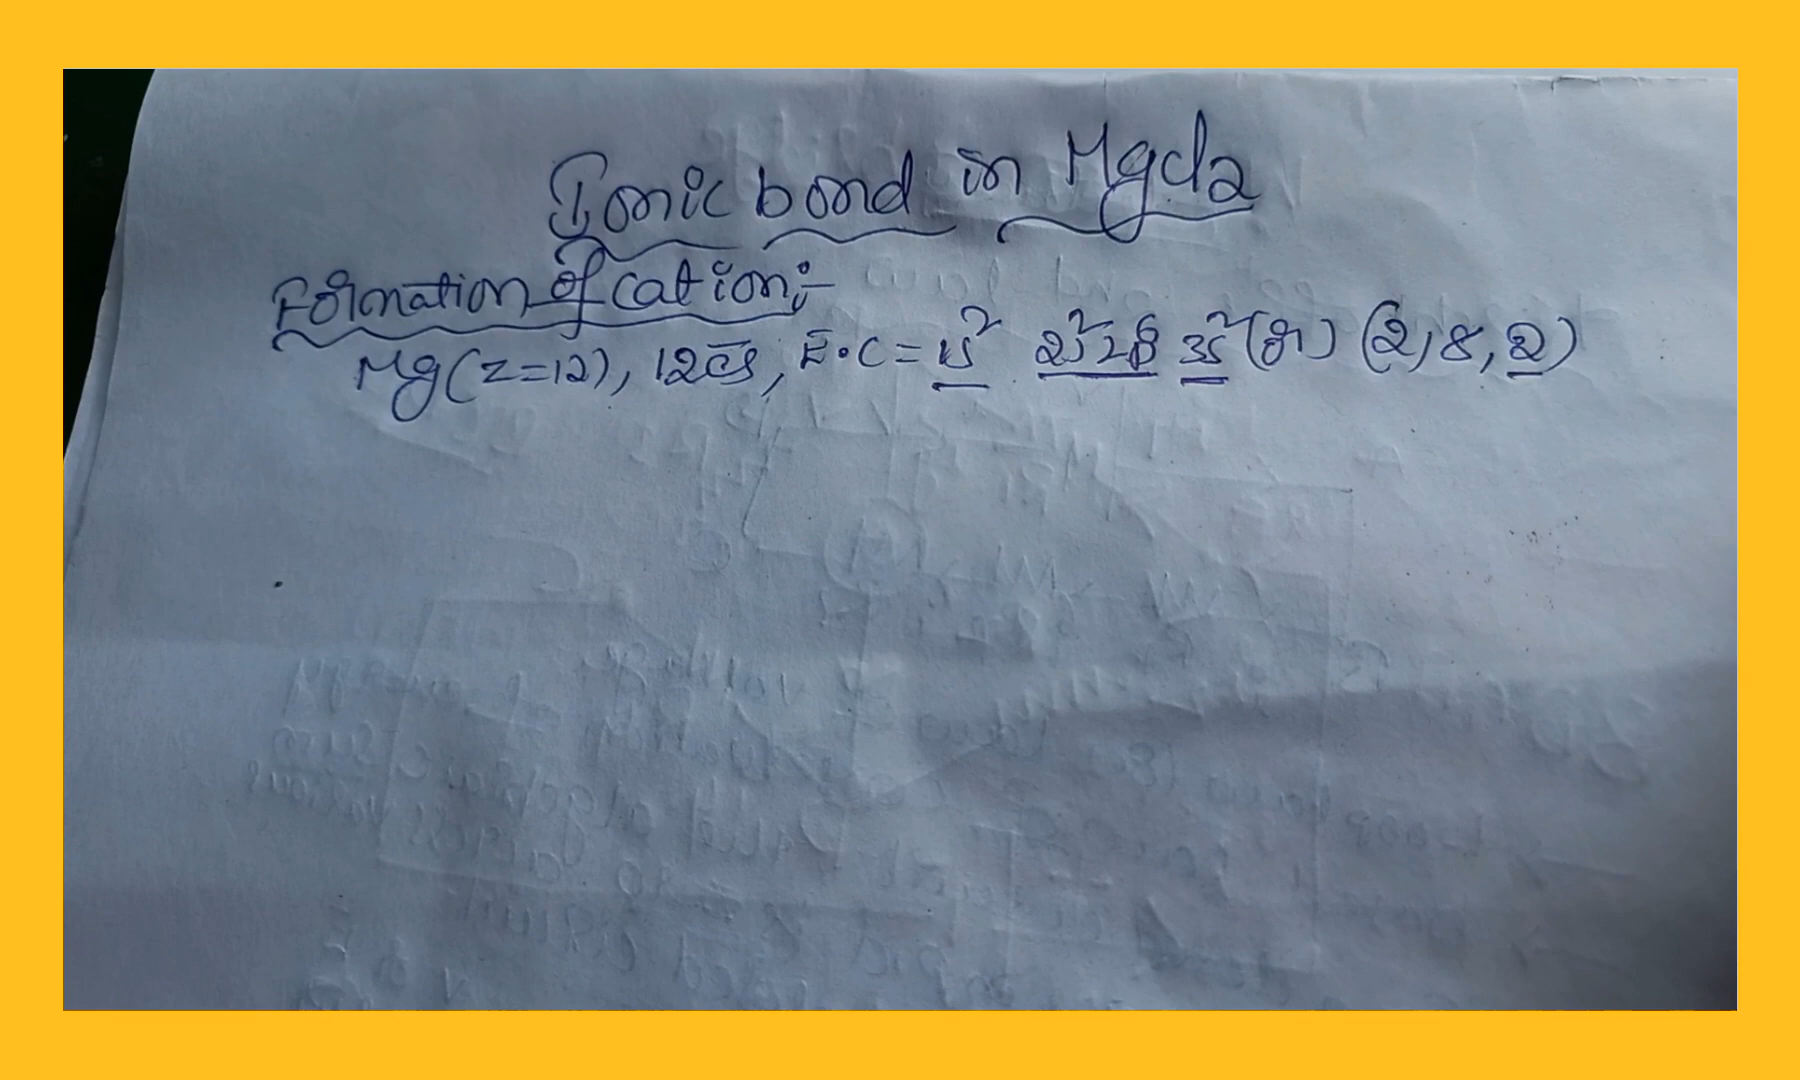 Ionic bond in Mgcl2
Formation of cation:-
Mg(Z=12), 12e⁻s, E.C = 1s² 2s²2p⁶ 3s² (or) (2,8,2)